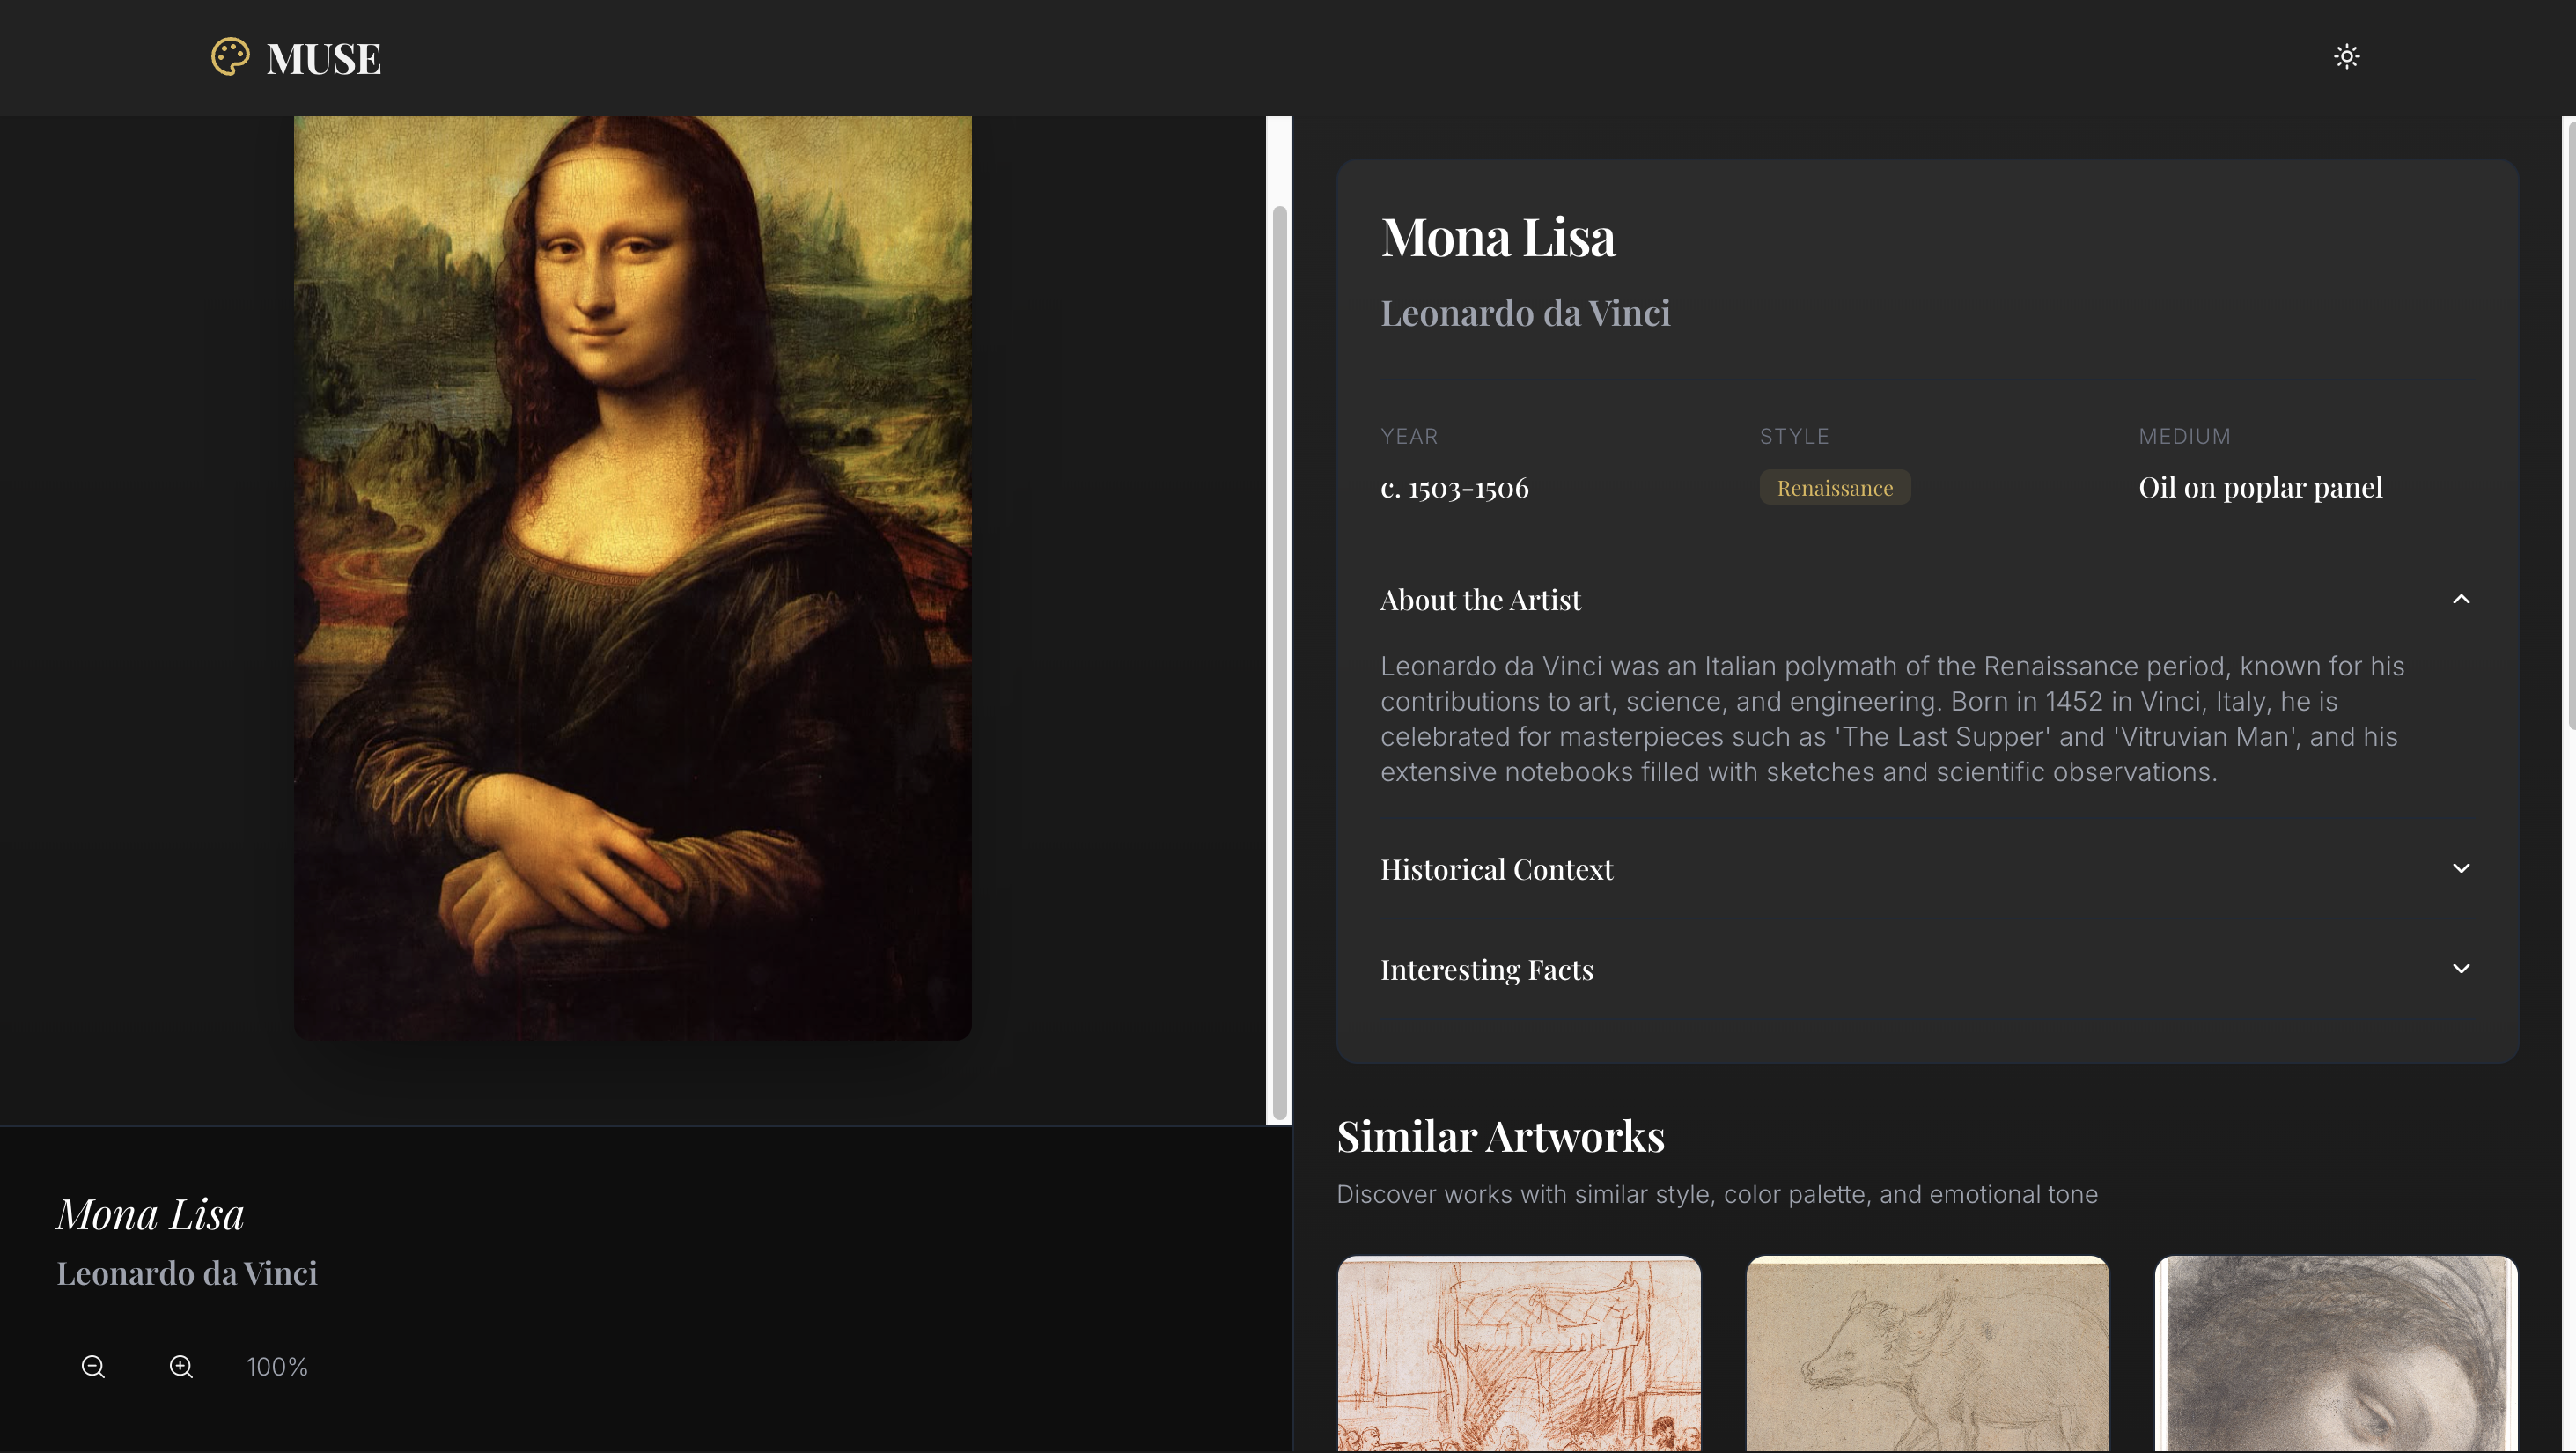 MUSE
Mona Lisa
Leonardo da Vinci
YEAR
c. 1503-1506
STYLE
Renaissance
MEDIUM
Oil on poplar panel
About the Artist
Leonardo da Vinci was an Italian polymath of the Renaissance period, known for his
contributions to art, science, and engineering. Born in 1452 in Vinci, Italy, he is
celebrated for masterpieces such as 'The Last Supper' and 'Vitruvian Man', and his
extensive notebooks filled with sketches and scientific observations.
Historical Context
Interesting Facts
Similar Artworks
Discover works with similar style, color palette, and emotional tone
Mona Lisa
Leonardo da Vinci
100%